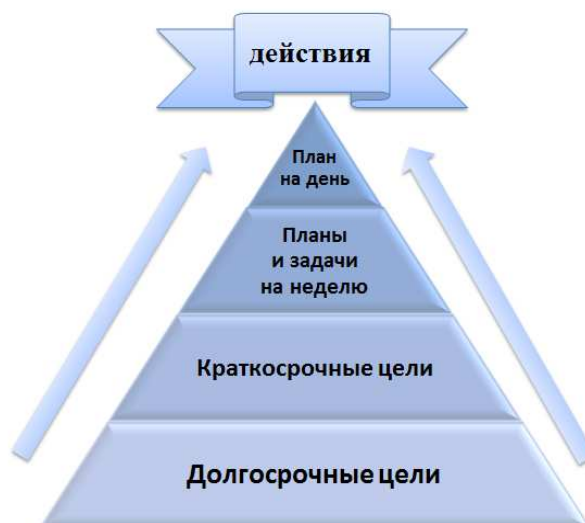 действия
План
на день
Планы
и задачи
на неделю
Краткосрочные цели
Долгосрочные цели